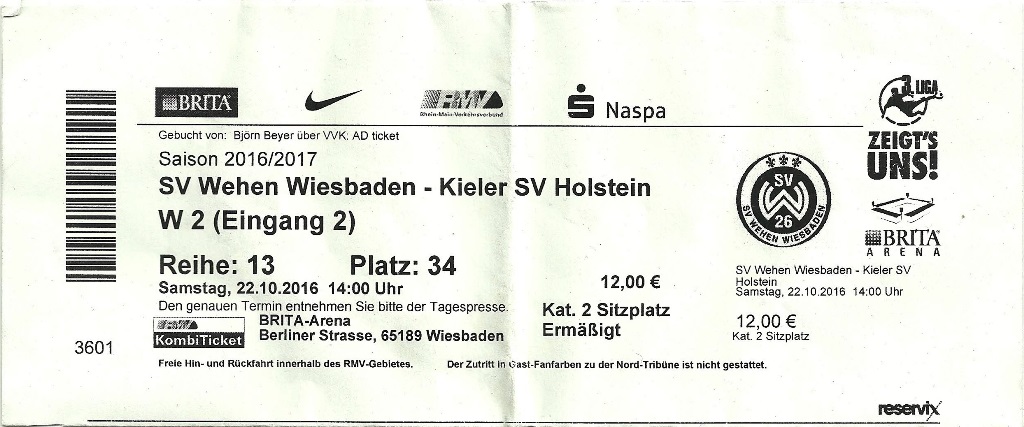 BRITA
RMV
Rhein-Main-Verkehrsverbund
Naspa
Gebucht von: Björn Beyer über VVK: AD ticket
Saison 2016/2017
SV Wehen Wiesbaden - Kieler SV Holstein
W 2 (Eingang 2)
Reihe: 13 Platz: 34
Samstag, 22.10.2016 14:00 Uhr
Den genauen Termin entnehmen Sie bitte der Tagespresse.
RMV
KombiTicket
BRITA-Arena
Berliner Strasse, 65189 Wiesbaden
12,00 €
Kat. 2 Sitzplatz
Ermäßigt
3601
Freie Hin- und Rückfahrt innerhalb des RMV-Gebietes. Der Zutritt in Gast-Fanfarben zu der Nord-Tribüne ist nicht gestattet.
3. LIGA
ZEIGT'S
UNS!
SV
26
SV WEHEN WIESBADEN
BRITA
ARENA
SV Wehen Wiesbaden - Kieler SV
Holstein
Samstag, 22.10.2016 14:00 Uhr
12,00 €
Kat. 2 Sitzplatz
reservix